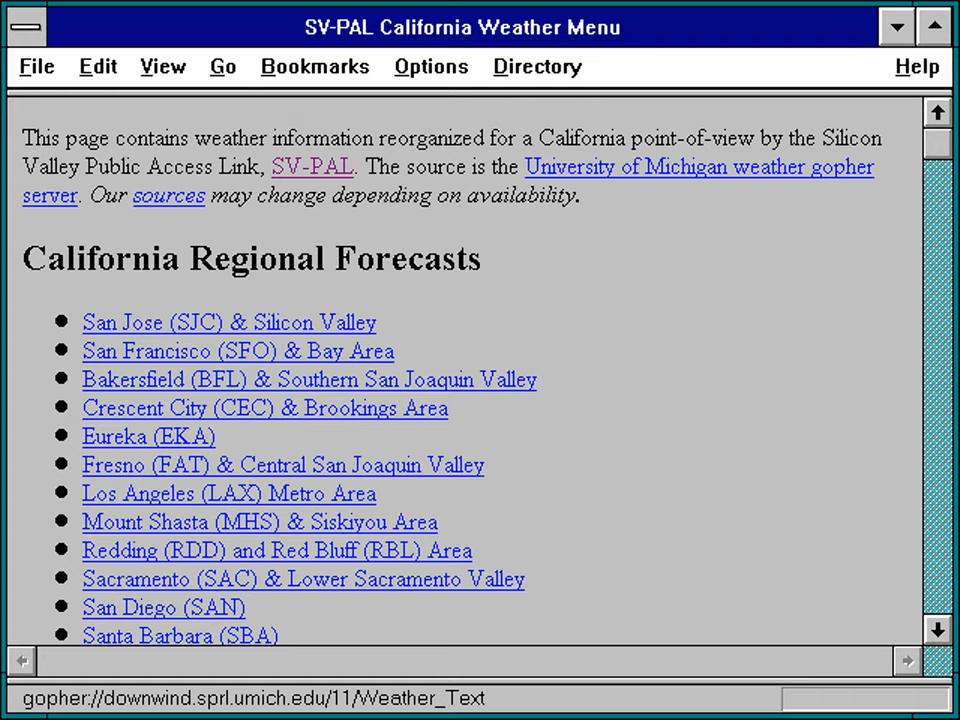 SV-PAL California Weather Menu
File Edit View Go Bookmarks Options Directory Help
This page contains weather information reorganized for a California point-of-view by the Silicon
Valley Public Access Link, SV-PAL. The source is the University of Michigan weather gopher
server. Our sources may change depending on availability.
California Regional Forecasts
San Jose (SJC) & Silicon Valley
San Francisco (SFO) & Bay Area
Bakersfield (BFL) & Southern San Joaquin Valley
Crescent City (CEC) & Brookings Area
Eureka (EKA)
Fresno (FAT) & Central San Joaquin Valley
Los Angeles (LAX) Metro Area
Mount Shasta (MHS) & Siskiyou Area
Redding (RDD) and Red Bluff (RBL) Area
Sacramento (SAC) & Lower Sacramento Valley
San Diego (SAN)
Santa Barbara (SBA)
gopher://downwind.sprl.umich.edu/11/Weather_Text